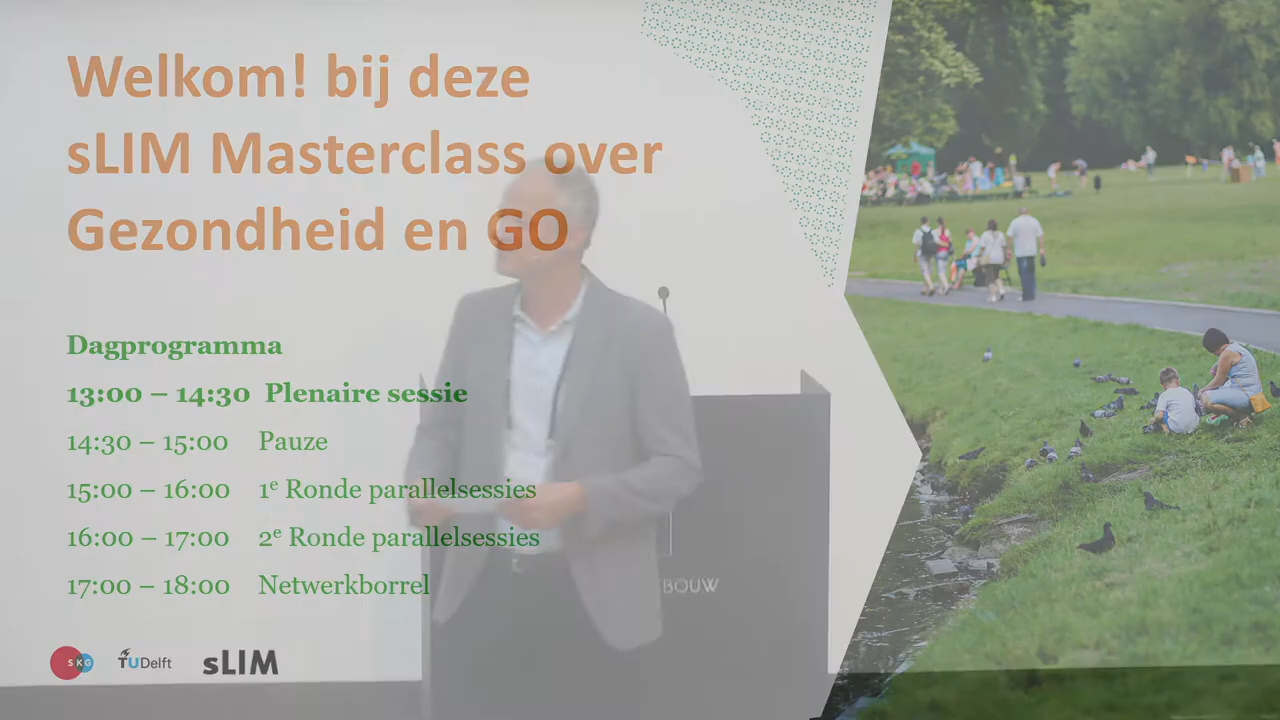 Welkom! bij deze
sLIM Masterclass over
Gezondheid en GO
Dagprogramma
13:00 – 14:30 Plenaire sessie
14:30 – 15:00 Pauze
15:00 – 16:00 1e Ronde parallelsessies
16:00 – 17:00 2e Ronde parallelsessies
17:00 – 18:00 Netwerkborrel
BOUW
SKG TUDelft sLIM